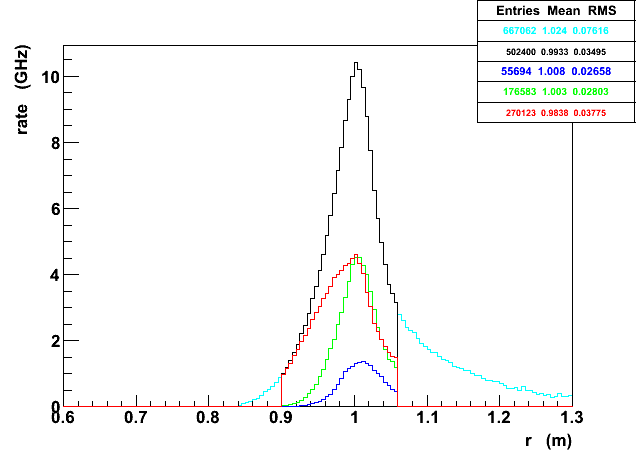 Entries Mean RMS
667062 1.024 0.07616
502400 0.9933 0.03495
55694 1.008 0.02658
176583 1.003 0.02803
270123 0.9838 0.03775
rate (GHz)
10
8
6
4
2
0
0.6 0.7 0.8 0.9 1 1.1 1.2 1.3
r (m)